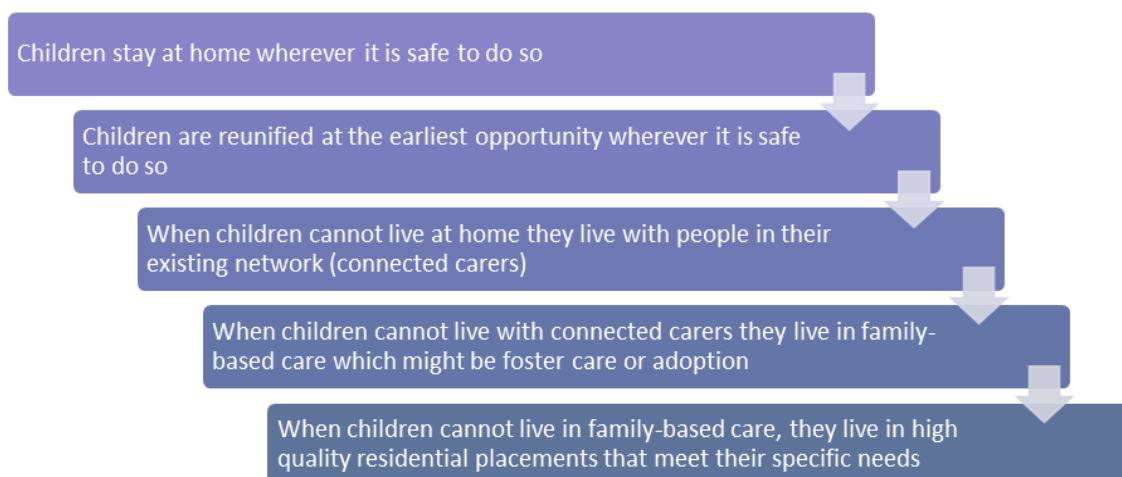 Children stay at home wherever it is safe to do so
Children are reunified at the earliest opportunity wherever it is safe
to do so
When children cannot live at home they live with people in their
existing network (connected carers)
When children cannot live with connected carers they live in family-
based care which might be foster care or adoption
When children cannot live in family-based care, they live in high
quality residential placements that meet their specific needs